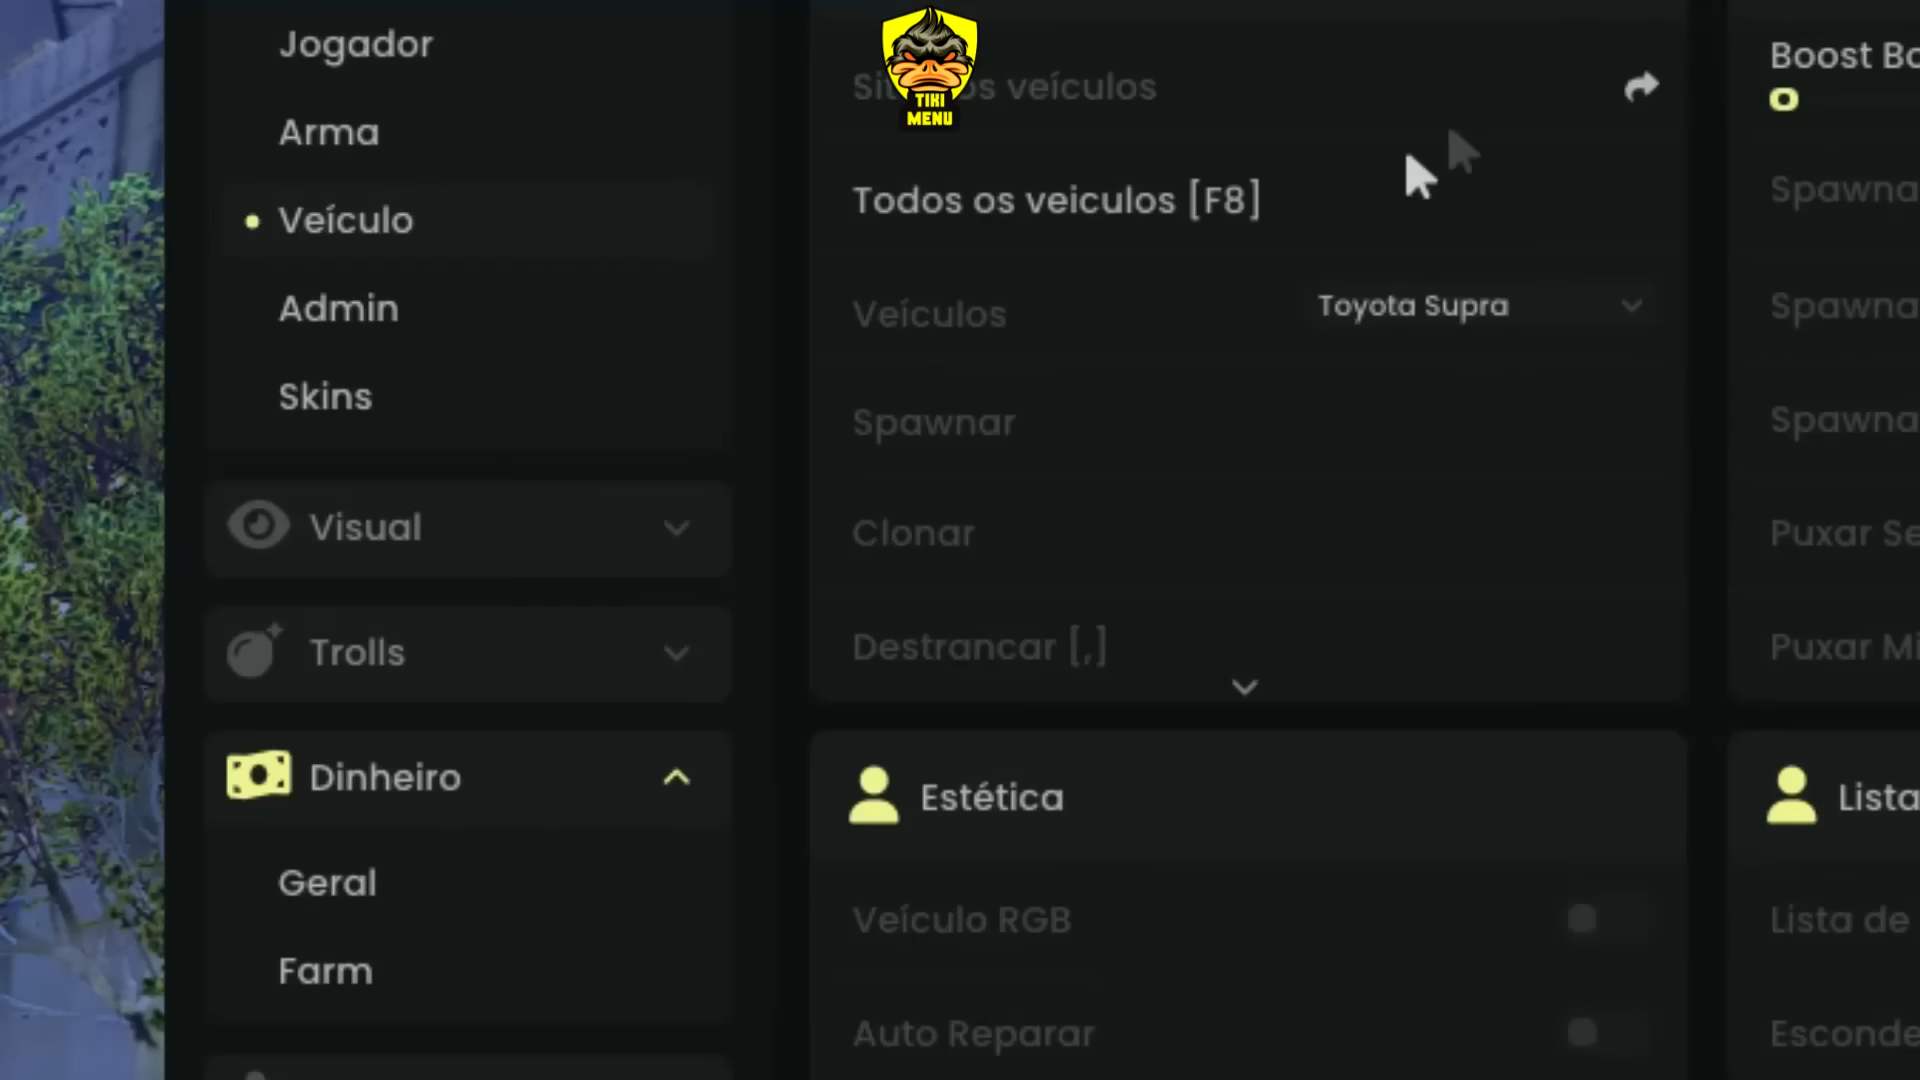 Jogador
Arma
Veículo
Admin
Skins
Visual
Trolls
Dinheiro
Geral
Farm
TIKI
MENU
os veículos
Todos os veiculos [F8]
Veículos
Toyota Supra
Spawnar
Clonar
Destrancar [,]
Estética
Veículo RGB
Auto Reparar
Boost Bo
Spawna
Spawna
Spawna
Puxar Se
Puxar Mi
Lista
Lista de
Esconde